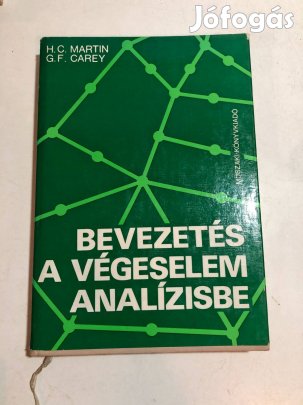 Jófogás
H. C. MARTIN
G. F. CAREY
MŰSZAKI KÖNYVKIADÓ
BEVEZETÉS
A VÉGESELEM
ANALÍZISBE